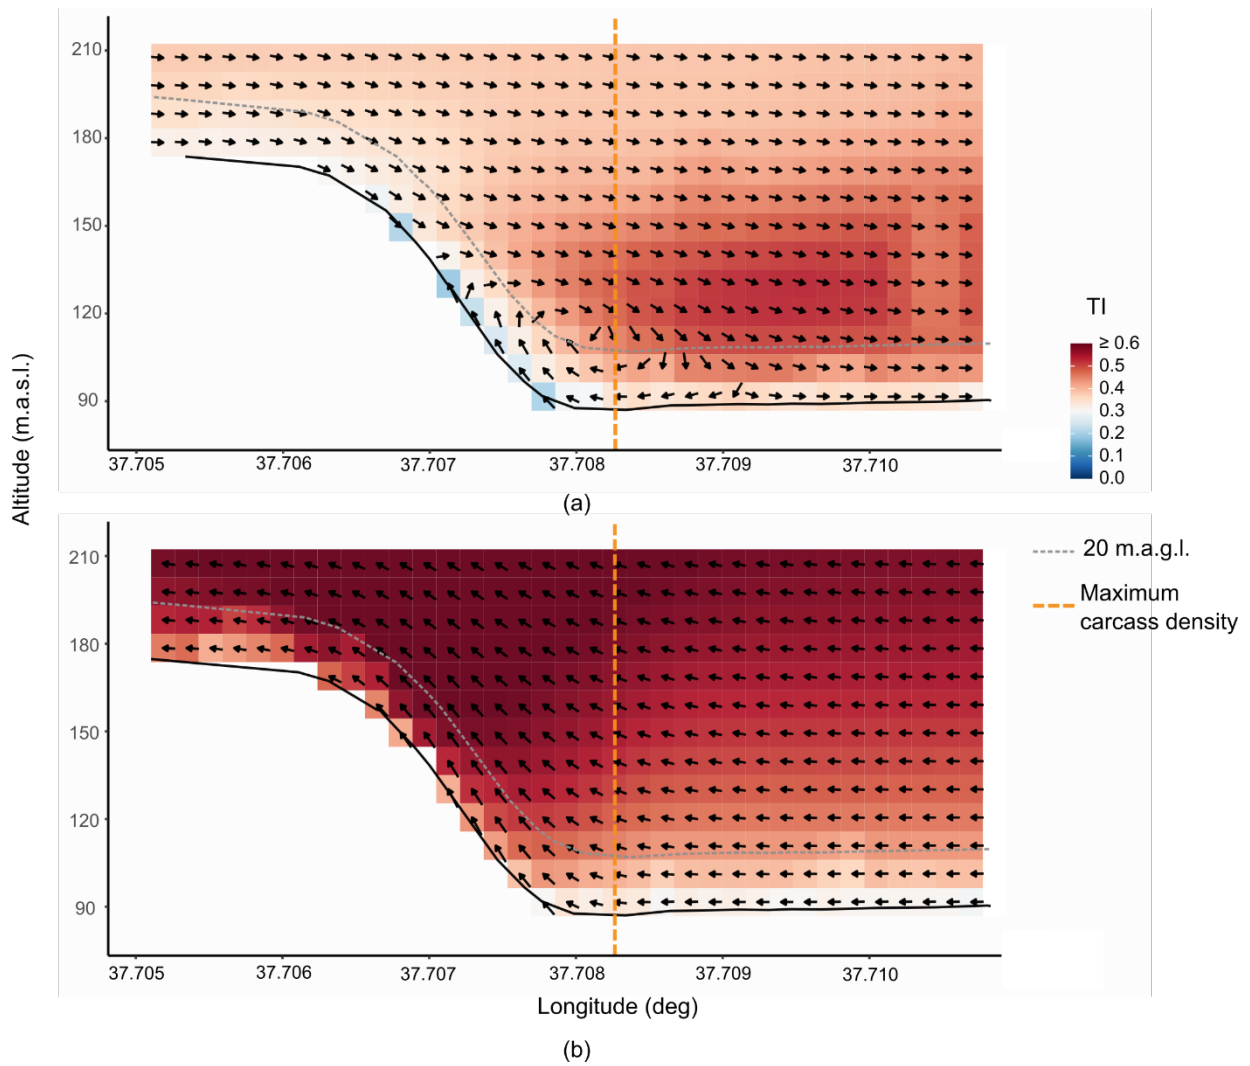 Altitude (m.a.s.l.)
210
180
150
120
90
37.705 37.706 37.707 37.708 37.709 37.710
TI
≥ 0.6
0.5
0.4
0.3
0.2
0.1
0.0
(a)
210
180
150
120
90
37.705 37.706 37.707 37.708 37.709 37.710
Longitude (deg)
20 m.a.g.l.
Maximum
carcass density
(b)